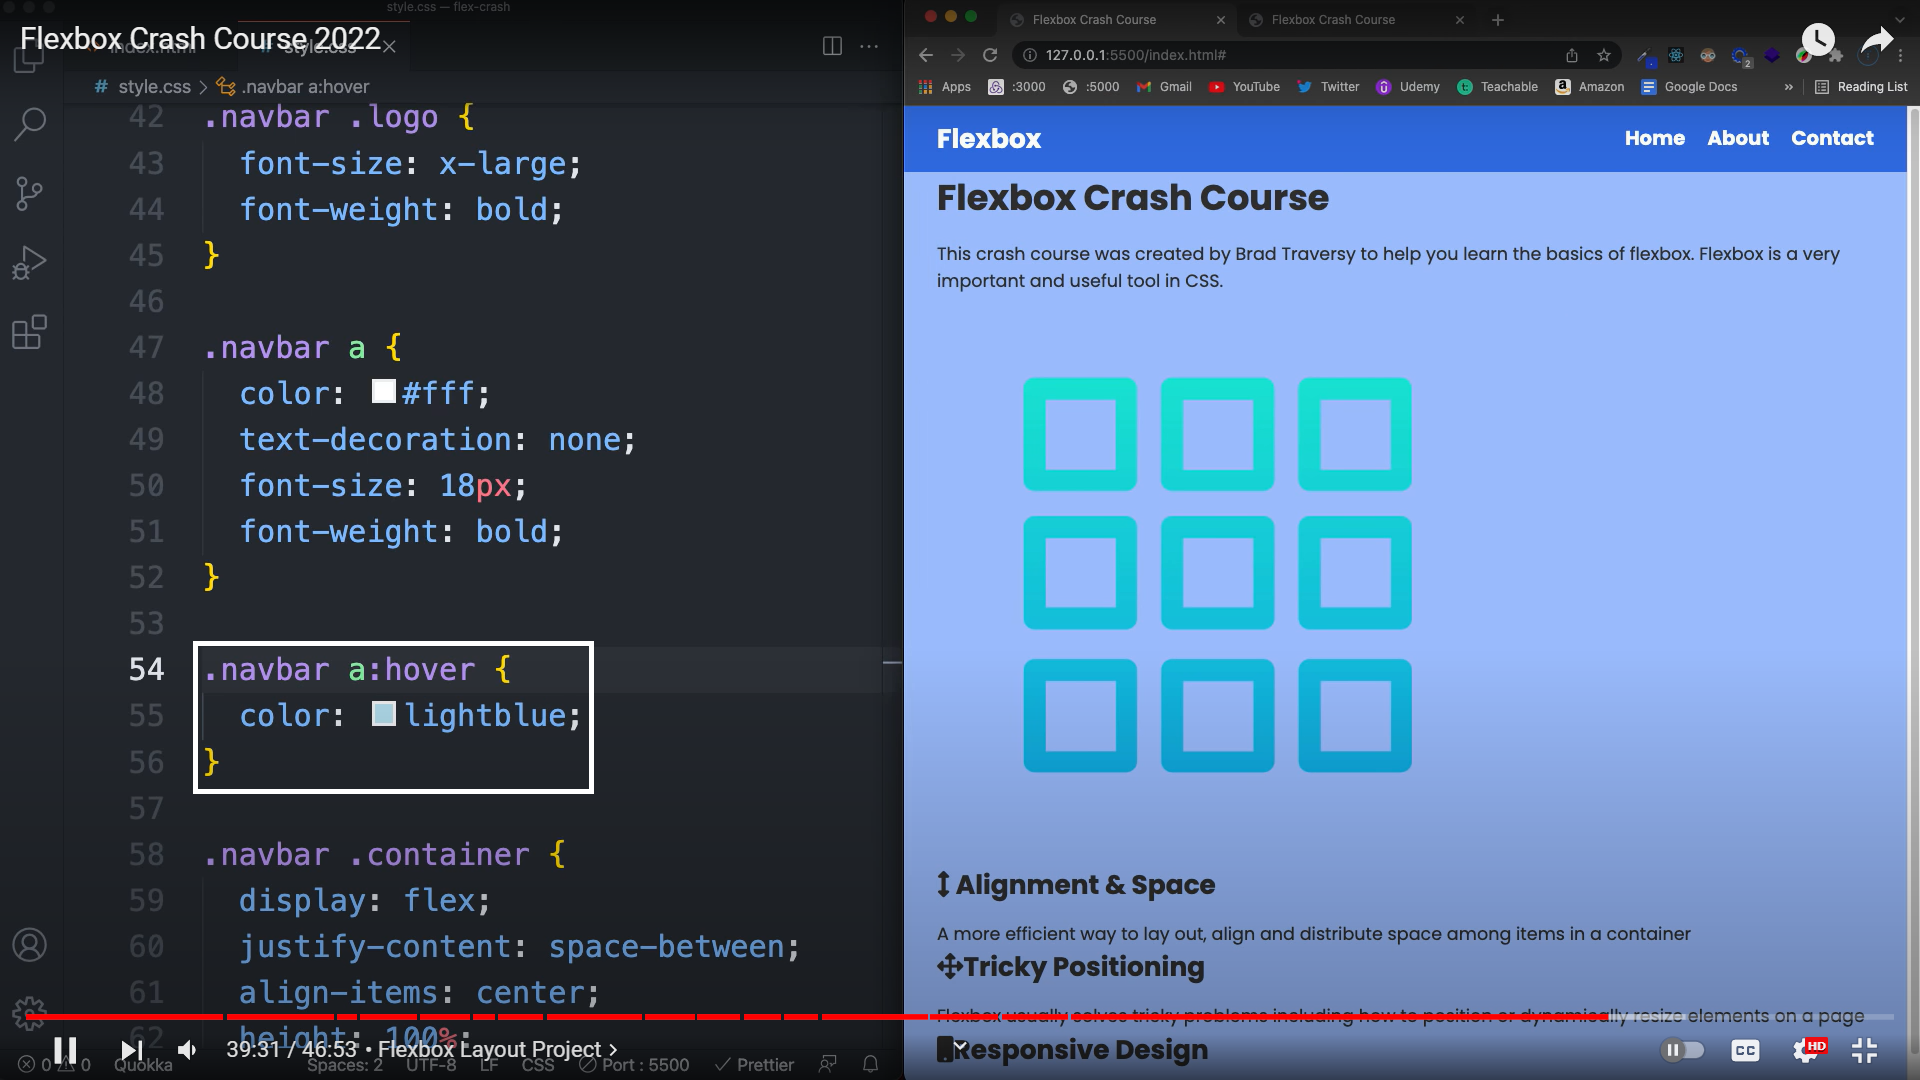 style.css — flex-crash
Flexbox Crash Course 2022
index.html
style.css
# style.css > .navbar a:hover
42 .navbar .logo {
43 font-size: x-large;
44 font-weight: bold;
45 }
46
47 .navbar a {
48 color: #fff;
49 text-decoration: none;
50 font-size: 18px;
51 font-weight: bold;
52 }
53
54 .navbar a:hover {
55 color: lightblue;
56 }
57
58 .navbar .container {
59 display: flex;
60 justify-content: space-between;
61 align-items: center;
62 height: 100%;
39:31 / 46:53 • Flexbox Layout Project >
0 0 Quokka Spaces: 2 UTF-8 LF CSS Port : 5500 Prettier
Flexbox Crash Course Flexbox Crash Course
127.0.0.1:5500/index.html#
2
Apps :3000 :5000 Gmail YouTube Twitter Udemy Teachable Amazon Google Docs » Reading List
Flexbox Home About Contact
Flexbox Crash Course
This crash course was created by Brad Traversy to help you learn the basics of flexbox. Flexbox is a very
important and useful tool in CSS.
Alignment & Space
A more efficient way to lay out, align and distribute space among items in a container
Tricky Positioning
Flexbox usually solves tricky problems including how to position or dynamically resize elements on a page
Responsive Design
CC HD